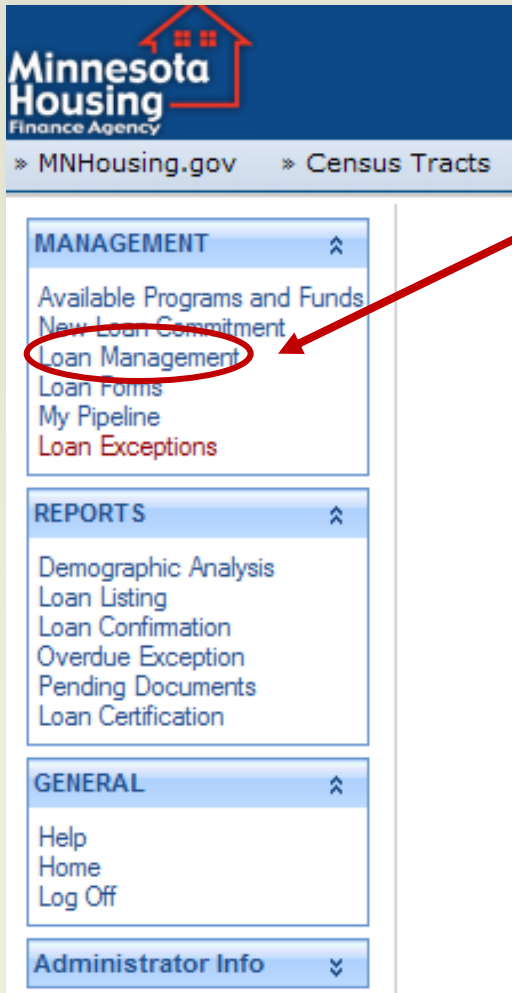 Minnesota
Housing
Finance Agency
» MNHousing.gov » Census Tracts
MANAGEMENT
Available Programs and Funds
New Loan Commitment
Loan Management
Loan Forms
My Pipeline
Loan Exceptions
REPORTS
Demographic Analysis
Loan Listing
Loan Confirmation
Overdue Exception
Pending Documents
Loan Certification
GENERAL
Help
Home
Log Off
Administrator Info